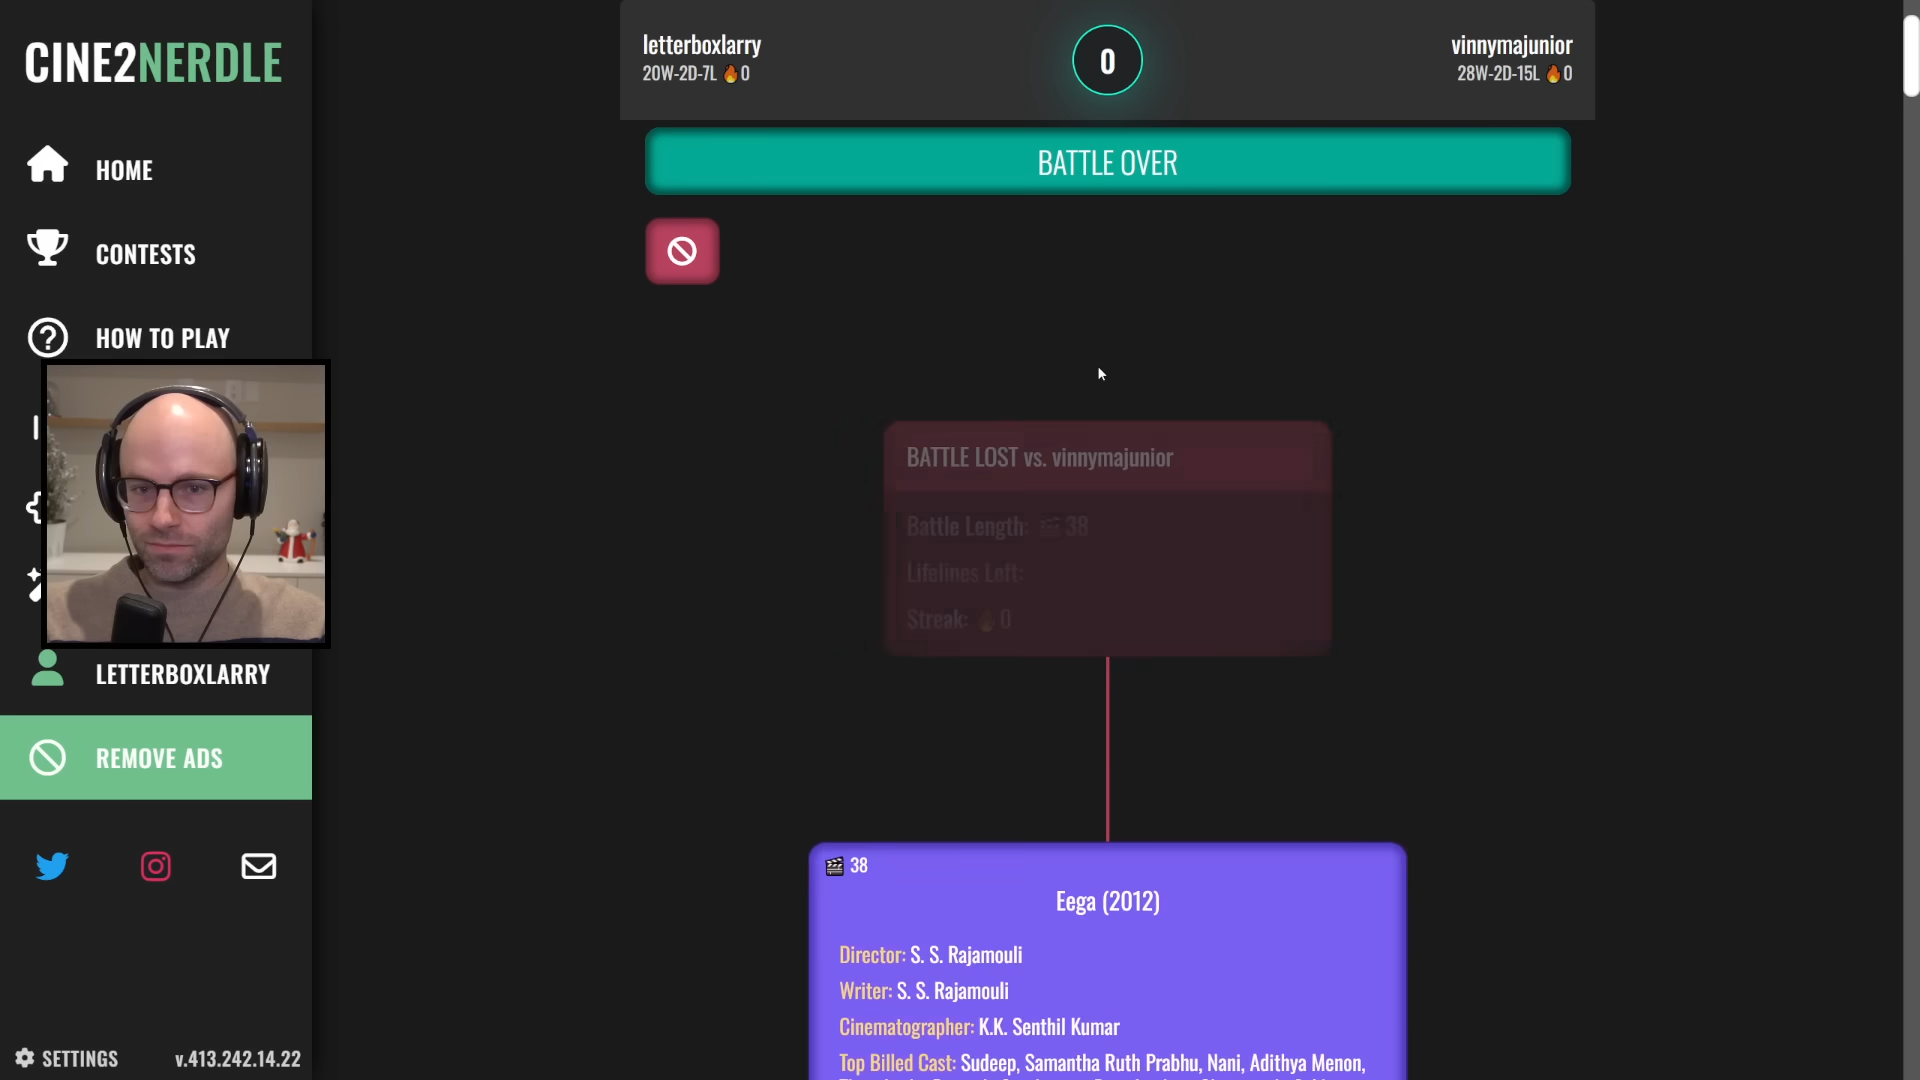 CINE2NERDLE
HOME
CONTESTS
HOW TO PLAY
LETTERBOXLARRY
REMOVE ADS
SETTINGS
v.413.242.14.22
letterboxlarry
20W-2D-7L 🔥0
0
vinnymajunior
28W-2D-15L 🔥0
BATTLE OVER
BATTLE LOST vs. vinnymajunior
Battle Length: 🎬 38
Lifelines Left:
Streak: 🔥 0
🎬 38
Eega (2012)
Director: S. S. Rajamouli
Writer: S. S. Rajamouli
Cinematographer: K.K. Senthil Kumar
Top Billed Cast: Sudeep, Samantha Ruth Prabhu, Nani, Adithya Menon,